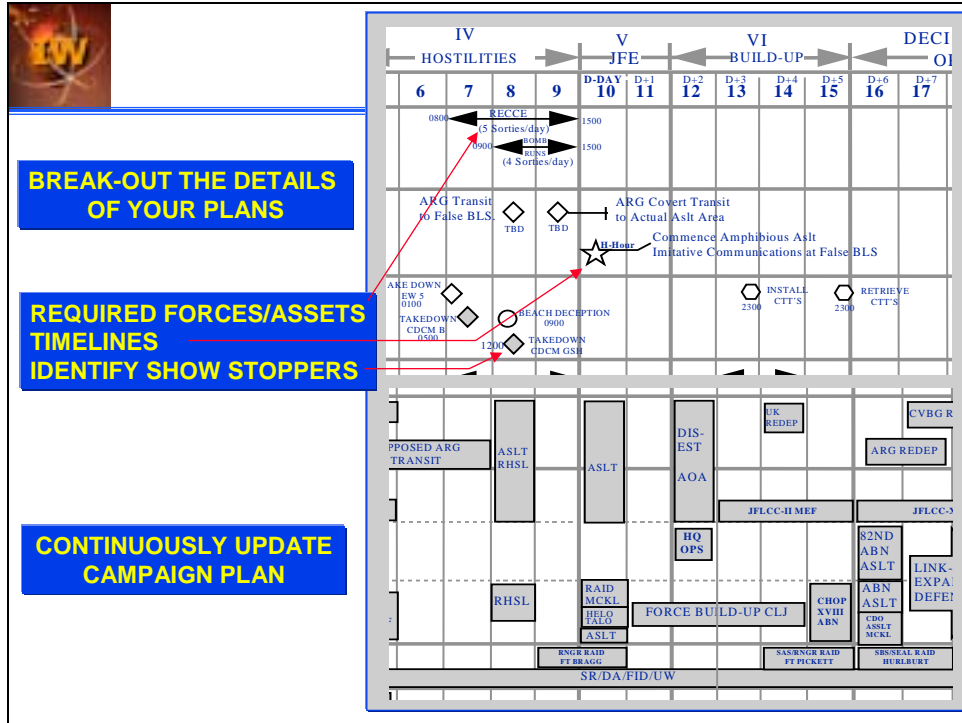 IW
BREAK-OUT THE DETAILS
OF YOUR PLANS
REQUIRED FORCES/ASSETS
TIMELINES
IDENTIFY SHOW STOPPERS
CONTINUOUSLY UPDATE
CAMPAIGN PLAN
IV V VI DECI
HOSTILITIES JFE BUILD-UP OF
D-DAY D+1 D+2 D+3 D+4 D+5 D+6 D+7
6 7 8 9 10 11 12 13 14 15 16 17
0800 RECCE 1500
(5 Sorties/day)
0900 BOMB RUNS 1500
(4 Sorties/day)
ARG Transit
to False BLS.
TBD
TBD
ARG Covert Transit
to Actual Aslt Area
H-Hour
Commence Amphibious Aslt
Imitative Communications at False BLS
AKE DOWN
EW 5
0100
TAKEDOWN
CDCM B
0500
BEACH DECEPTION
0900
1200
TAKEDOWN
CDCM GSH
INSTALL
CTT'S
2300
RETRIEVE
CTT'S
2300
PPOSED ARG
TRANSIT
ASLT
RHSL
ASLT
DIS-
EST
AOA
UK
REDEP
CVBG R
ARG REDEP
JFLCC-II MEF
JFLCC-X
HQ
OPS
82ND
ABN
ASLT
LINK-
EXPA
DEFEN
RHSL
RAID
MCKL
HELO
TALO
ASLT
FORCE BUILD-UP CLJ
CHOP
XVIII
ABN
ABN
ASLT
CDO
ASSLT
MCKL
RNGR RAID
FT BRAGG
SAS/RNGR RAID
FT PICKETT
SBS/SEAL RAID
HURLBURT
SR/DA/FID/UW